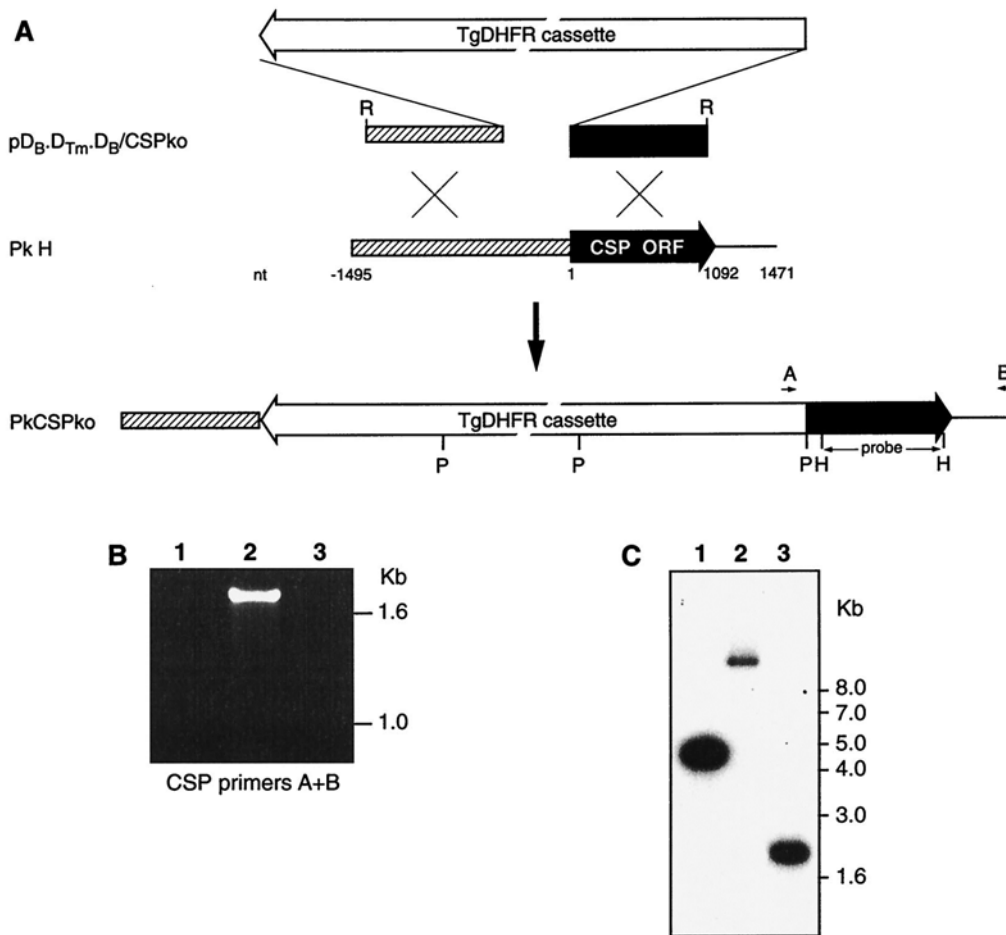 A
TgDHFR cassette
R R
pDB.DTm.DB/CSPko
Pk H
CSP ORF
nt -1495 1 1092 1471
A B
PkCSPko
TgDHFR cassette
P P P H probe H
B
1 2 3
Kb
1.6
1.0
CSP primers A+B
C
1 2 3
Kb
8.0
7.0
5.0
4.0
3.0
1.6